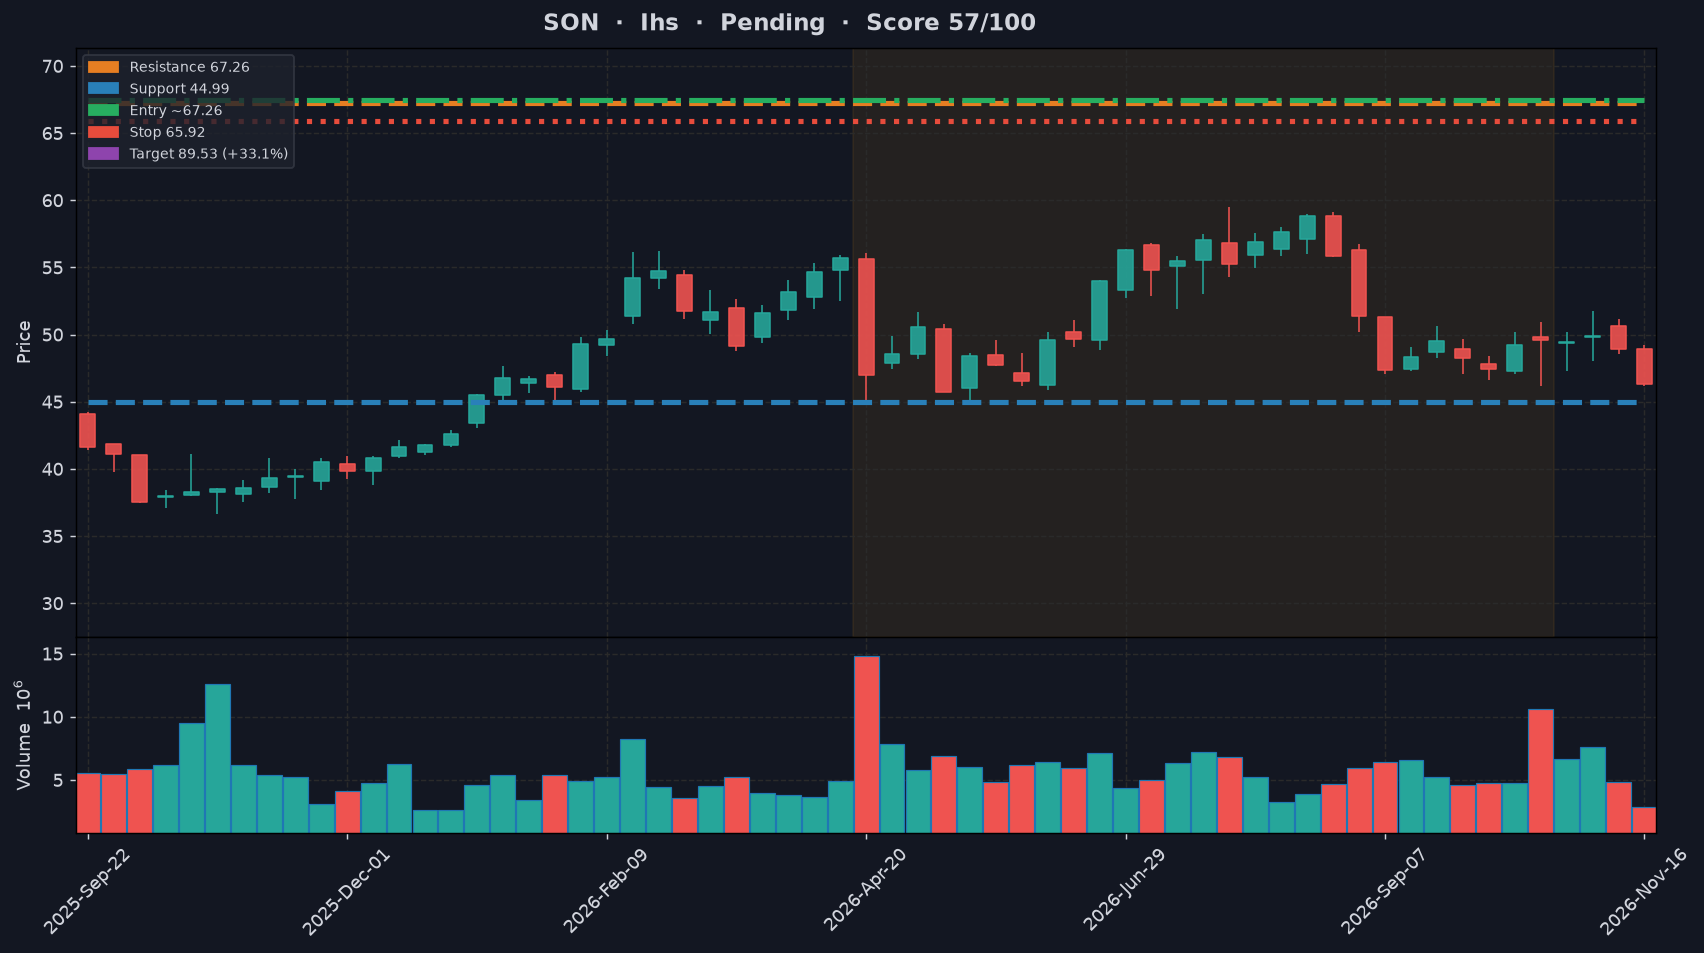 SON · Ihs · Pending · Score 57/100
Resistance 67.26
Support 44.99
Entry ~67.26
Stop 65.92
Target 89.53 (+33.1%)
Price
70
65
60
55
50
45
40
35
30
Volume 10⁶
15
10
5
2025-Sep-22
2025-Dec-01
2026-Feb-09
2026-Apr-20
2026-Jun-29
2026-Sep-07
2026-Nov-16